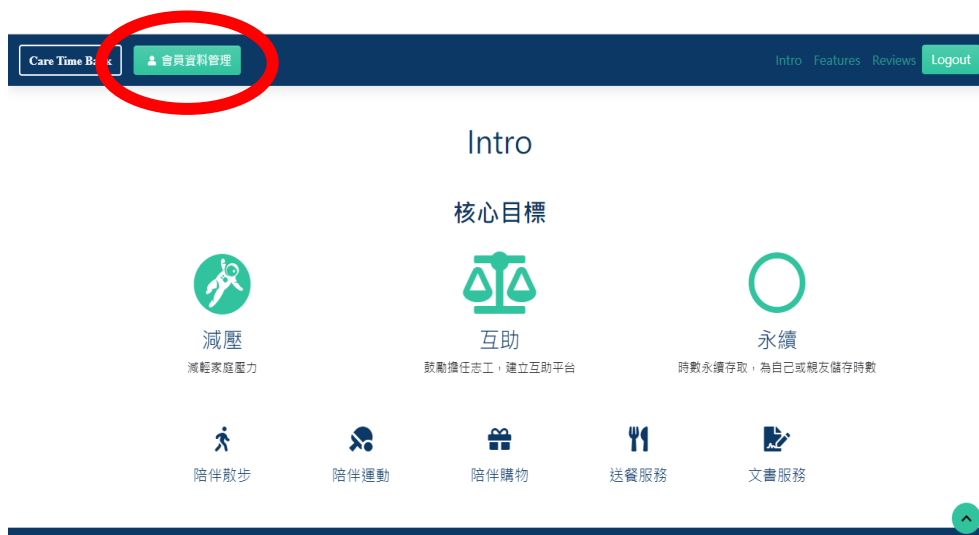 Care Time Bank 會員資料管理 Intro Features Reviews Logout
Intro
核心目標
減壓 互助 永續
減輕家庭壓力 鼓勵擔任志工，建立互助平台 時數永續存取，為自己或親友儲存時數
陪伴散步 陪伴運動 陪伴購物 送餐服務 文書服務